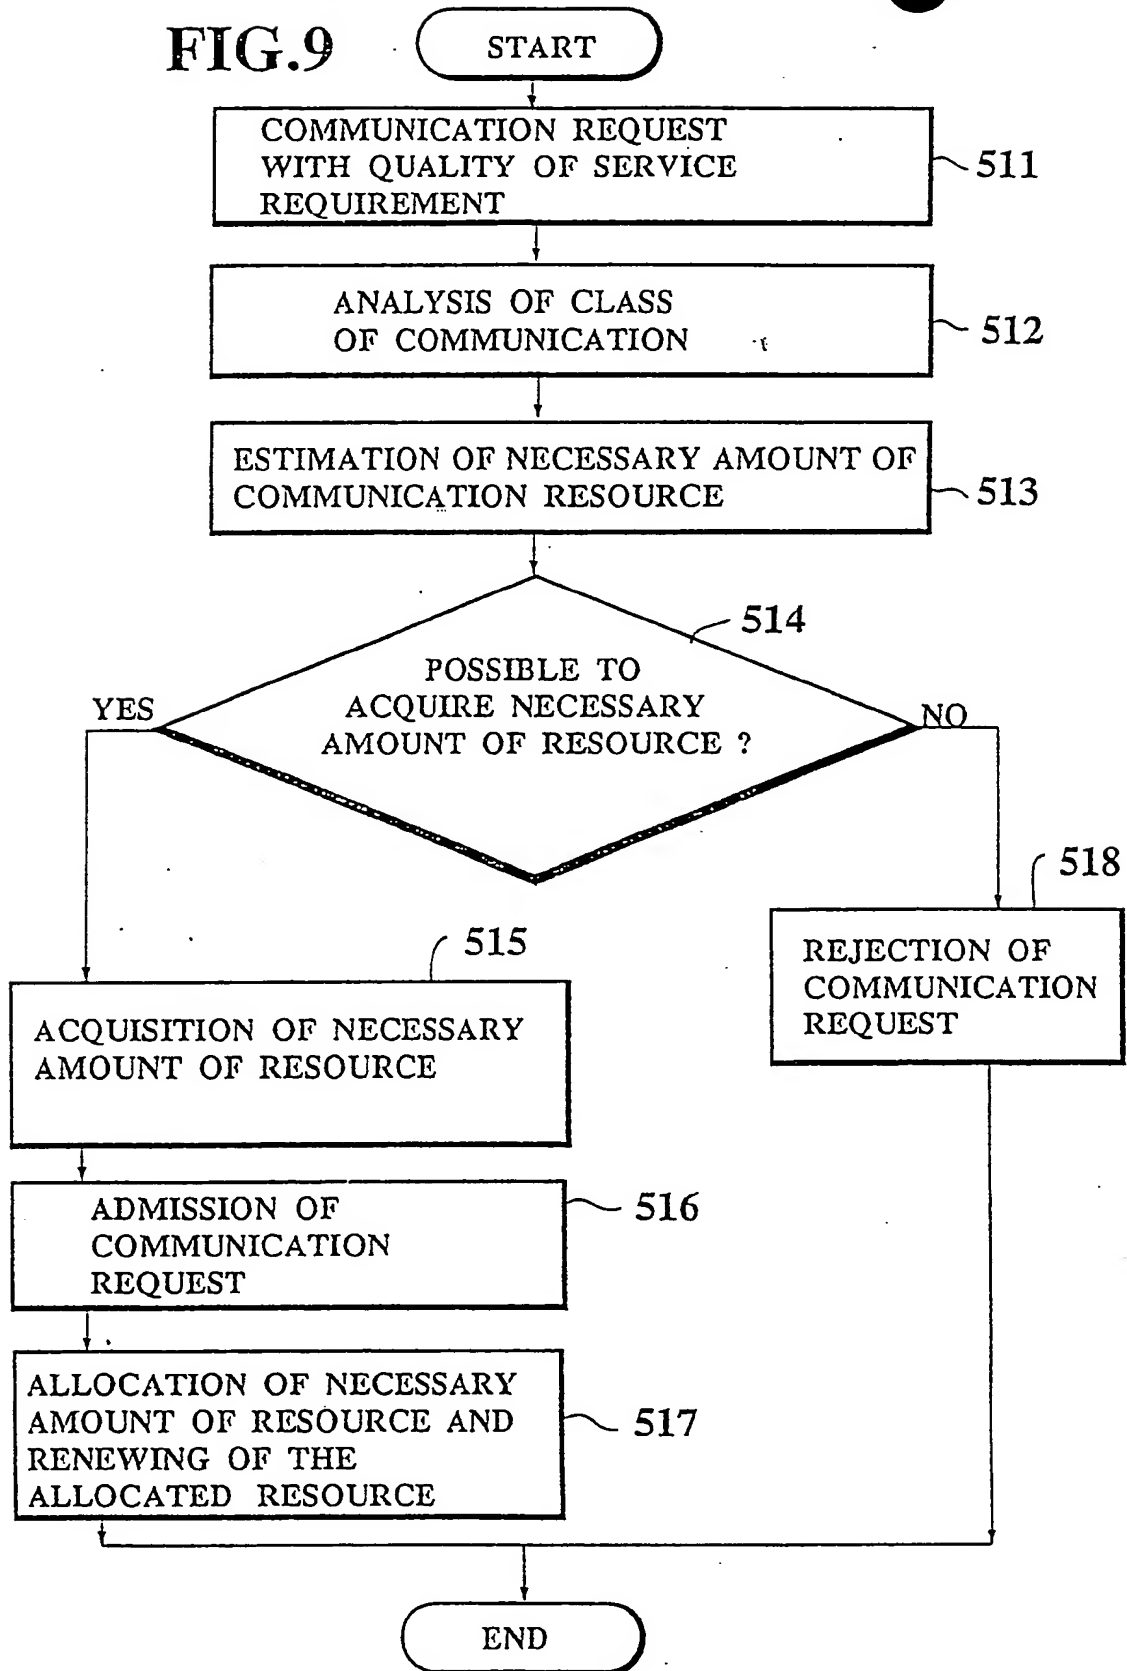 FIG.9
START
COMMUNICATION REQUEST
WITH QUALITY OF SERVICE
REQUIREMENT
511
ANALYSIS OF CLASS
OF COMMUNICATION
512
ESTIMATION OF NECESSARY AMOUNT OF
COMMUNICATION RESOURCE
513
514
POSSIBLE TO
ACQUIRE NECESSARY
AMOUNT OF RESOURCE ?
YES
NO
518
REJECTION OF
COMMUNICATION
REQUEST
515
ACQUISITION OF NECESSARY
AMOUNT OF RESOURCE
ADMISSION OF
COMMUNICATION
REQUEST
516
ALLOCATION OF NECESSARY
AMOUNT OF RESOURCE AND
RENEWING OF THE
ALLOCATED RESOURCE
517
END